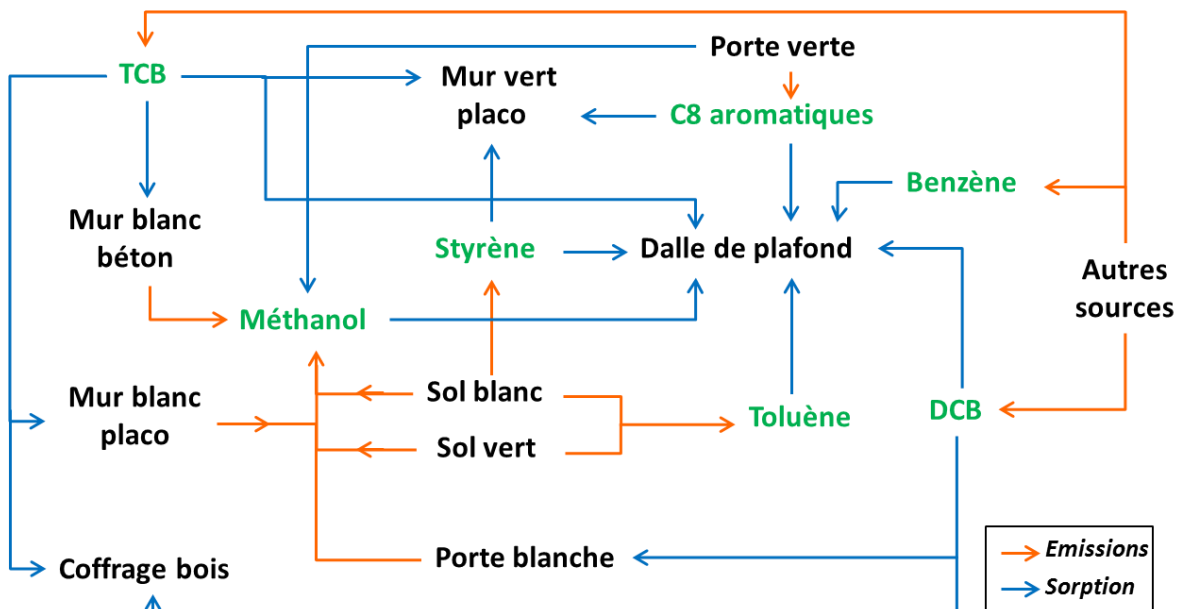 Porte verte
TCB
Mur vert
placo
C8 aromatiques
Benzène
Mur blanc
béton
Styrène
Dalle de plafond
Autres
sources
Méthanol
Mur blanc
placo
Sol blanc
Sol vert
Toluène
DCB
Porte blanche
Coffrage bois
Emissions
Sorption